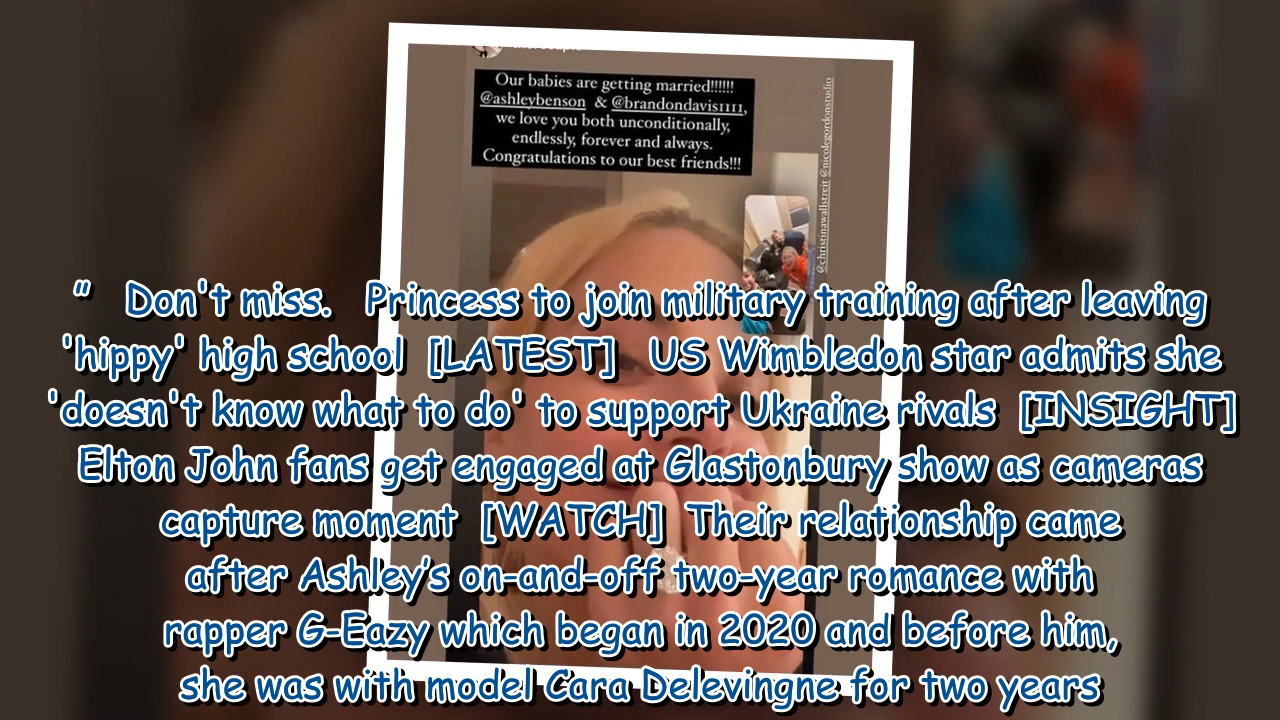 Our babies are getting married!!!!!!
@ashleybenson & @brandondavis1111,
we love you both unconditionally,
endlessly, forever and always.
Congratulations to our best friends!!!
@christinawallstreit @nicolegordonstudio
” Don't miss. Princess to join military training after leaving
'hippy' high school [LATEST] US Wimbledon star admits she
'doesn't know what to do' to support Ukraine rivals [INSIGHT]
Elton John fans get engaged at Glastonbury show as cameras
capture moment [WATCH] Their relationship came
after Ashley’s on-and-off two-year romance with
rapper G-Eazy which began in 2020 and before him,
she was with model Cara Delevingne for two years